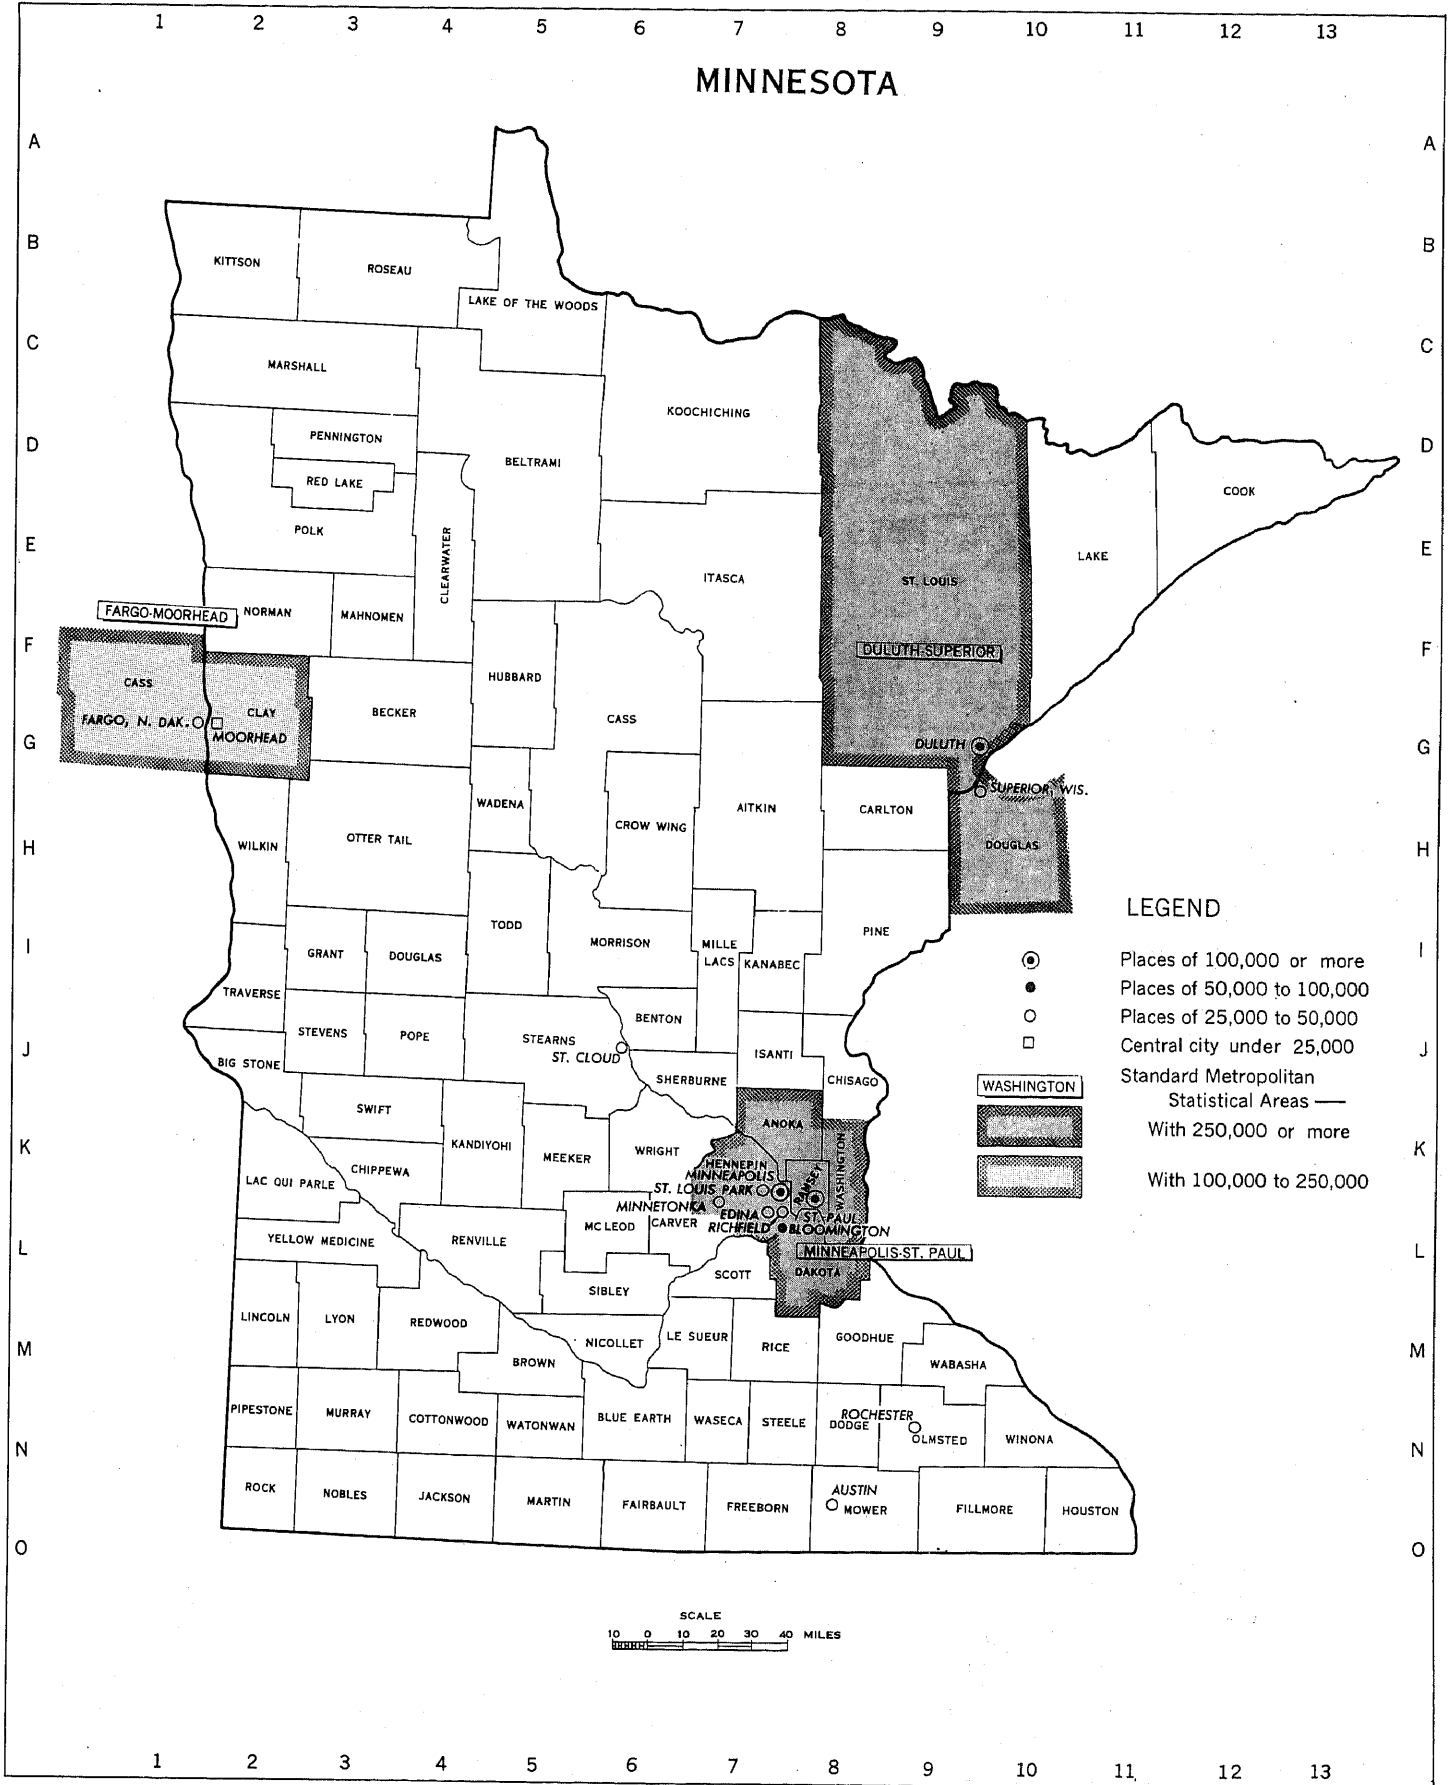 1 2 3 4 5 6 7 8 9 10 11 12 13
MINNESOTA
A A
B B
KITTSON
ROSEAU
LAKE OF THE WOODS
C C
MARSHALL
KOOCHICHING
D D
PENNINGTON
BELTRAMI
RED LAKE
COOK
POLK
E E
CLEARWATER
LAKE
ITASCA
ST. LOUIS
FARGO-MOORHEAD
NORMAN
MAHNOMEN
F F
DULUTH-SUPERIOR
HUBBARD
CASS
CLAY
BECKER
CASS
FARGO, N. DAK.
MOORHEAD
DULUTH
G G
SUPERIOR, WIS.
WADENA
AITKIN
CARLTON
CROW WING
OTTER TAIL
WILKIN
DOUGLAS
H H
LEGEND
TODD
PINE
MORRISON
MILLE
LACS
KANABEC
GRANT
DOUGLAS
I I
Places of 100,000 or more
Places of 50,000 to 100,000
Places of 25,000 to 50,000
Central city under 25,000
WASHINGTON
Standard Metropolitan
Statistical Areas —
With 250,000 or more
With 100,000 to 250,000
TRAVERSE
BENTON
STEVENS
POPE
STEARNS
ST. CLOUD
ISANTI
J J
BIG STONE
SHERBURNE
CHISAGO
SWIFT
ANOKA
KANDIYOHI
WRIGHT
K K
MEEKER
WASHINGTON
HENNEPIN
MINNEAPOLIS
RAMSEY
CHIPPEWA
LAC QUI PARLE
ST. LOUIS PARK
MINNETONKA
EDINA
ST. PAUL
MC LEOD
CARVER
RICHFIELD
BLOOMINGTON
YELLOW MEDICINE
RENVILLE
L L
MINNEAPOLIS-ST. PAUL
SCOTT
DAKOTA
SIBLEY
LINCOLN
LYON
REDWOOD
NICOLLET
LE SUEUR
RICE
GOODHUE
M M
BROWN
WABASHA
PIPESTONE
MURRAY
COTTONWOOD
WATONWAN
BLUE EARTH
WASECA
STEELE
DODGE
ROCHESTER
OLMSTED
WINONA
N N
ROCK
NOBLES
JACKSON
MARTIN
FAIRBAULT
FREEBORN
AUSTIN
MOWER
FILLMORE
HOUSTON
O O
SCALE
10 0 10 20 30 40 MILES
1 2 3 4 5 6 7 8 9 10 11 12 13